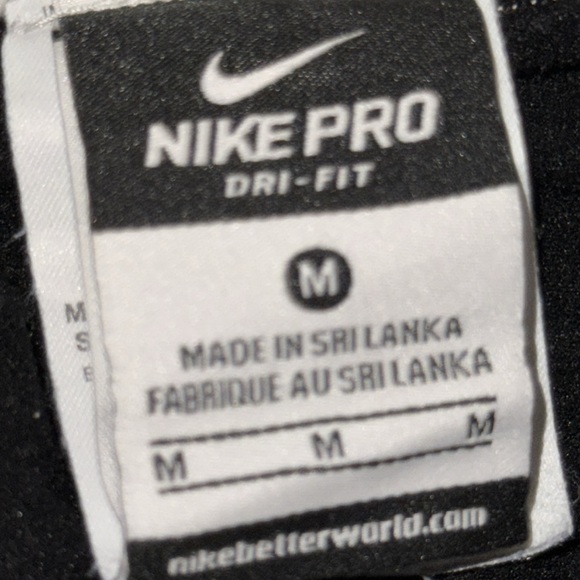 NIKE PRO
DRI-FIT
M
MADE IN SRI LANKA
FABRIQUE AU SRI LANKA
M M M
nikebetterworld.com